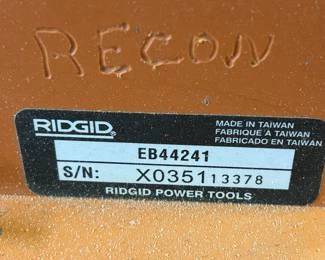 RECON
RIDGID
MADE IN TAIWAN
FABRIQUE À TAIWAN
FABRICADO EN TAIWAN
EB44241
S/N: X035113378
RIDGID POWER TOOLS